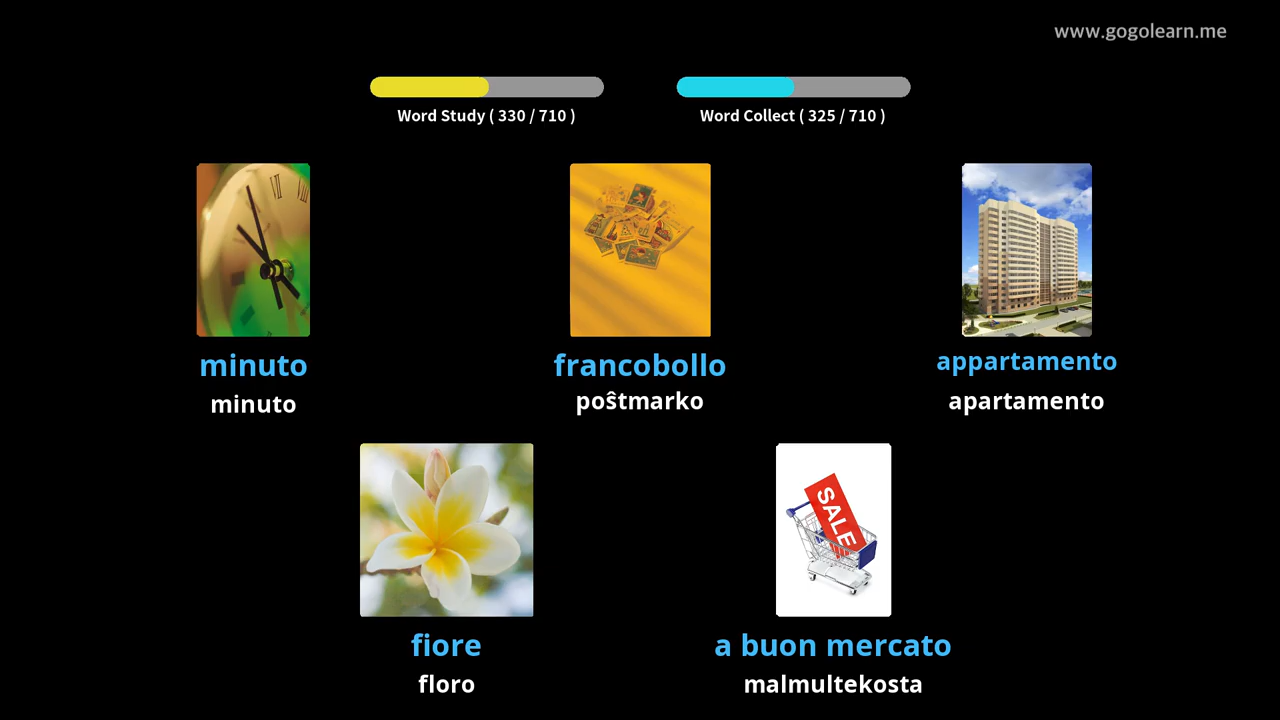 www.gogolearn.me
Word Study ( 330 / 710 )
Word Collect ( 325 / 710 )
minuto
minuto
francobollo
poŝtmarko
appartamento
apartamento
SALE
fiore
floro
a buon mercato
malmultekosta